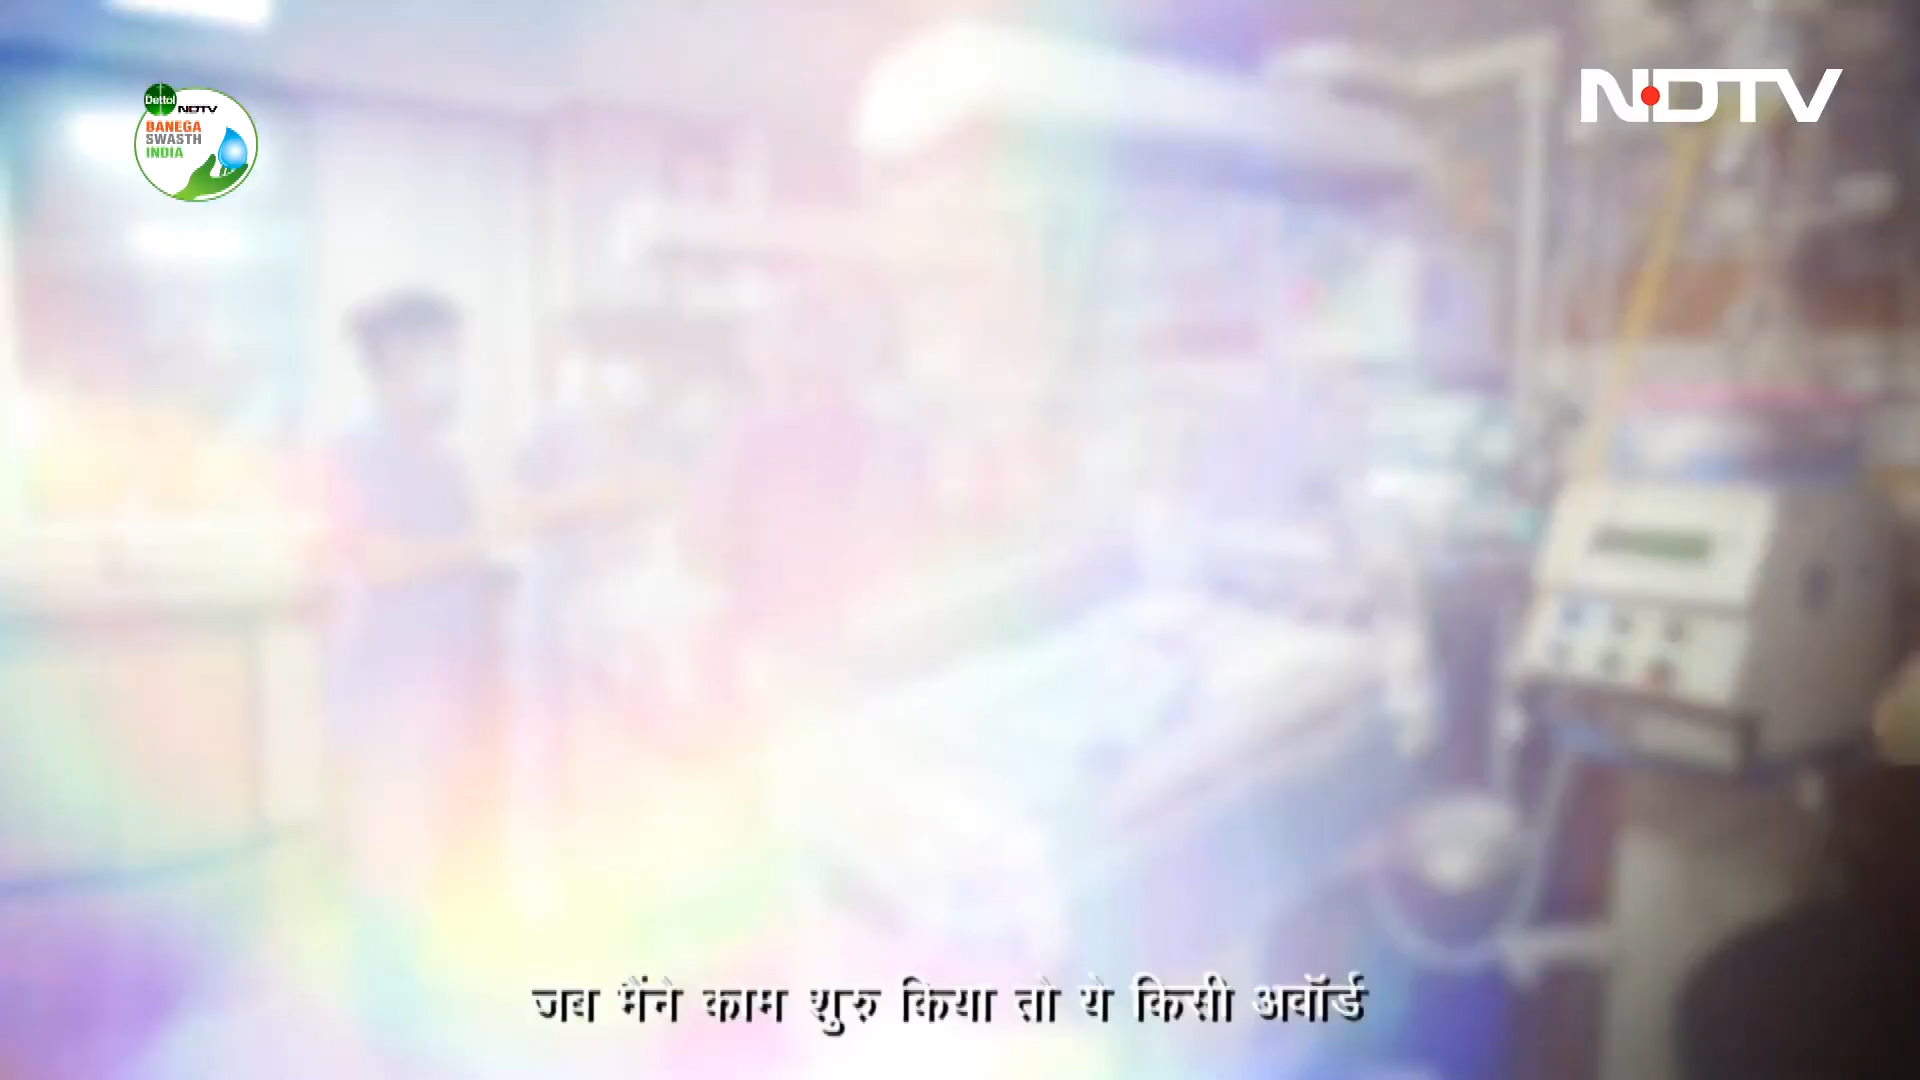 Dettol NDTV
BANEGA
SWASTH
INDIA
NDTV
जब मैंने काम शुरु किया तो ये किसी अवॉर्ड